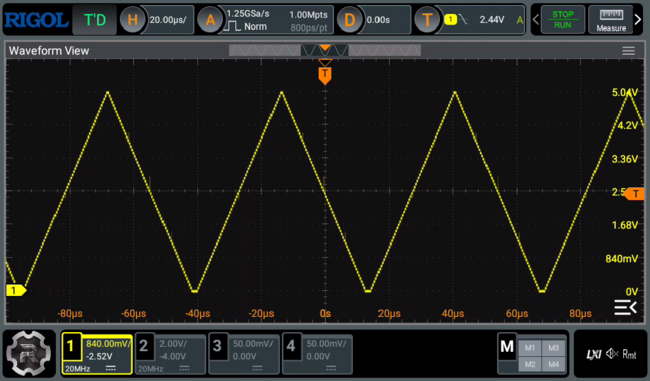 RIGOL T'D H 20.00μs/ A 1.25GSa/s Norm 1.00Mpts 800ps/pt D 0.00s T 1 2.44V A STOP RUN Measure
Waveform View
T
5.04V
4.2V
3.36V
2.5
T
1.68V
840mV
1 0V
-80μs -60μs -40μs -20μs 0s 20μs 40μs 60μs 80μs
1 840.00mV/ -2.52V 20MHz
2 2.00V/ -4.00V 20MHz
3 50.00mV/ 0.00V
4 50.00mV/ 0.00V
M M1 M3 M2 M4
LXI Rmt